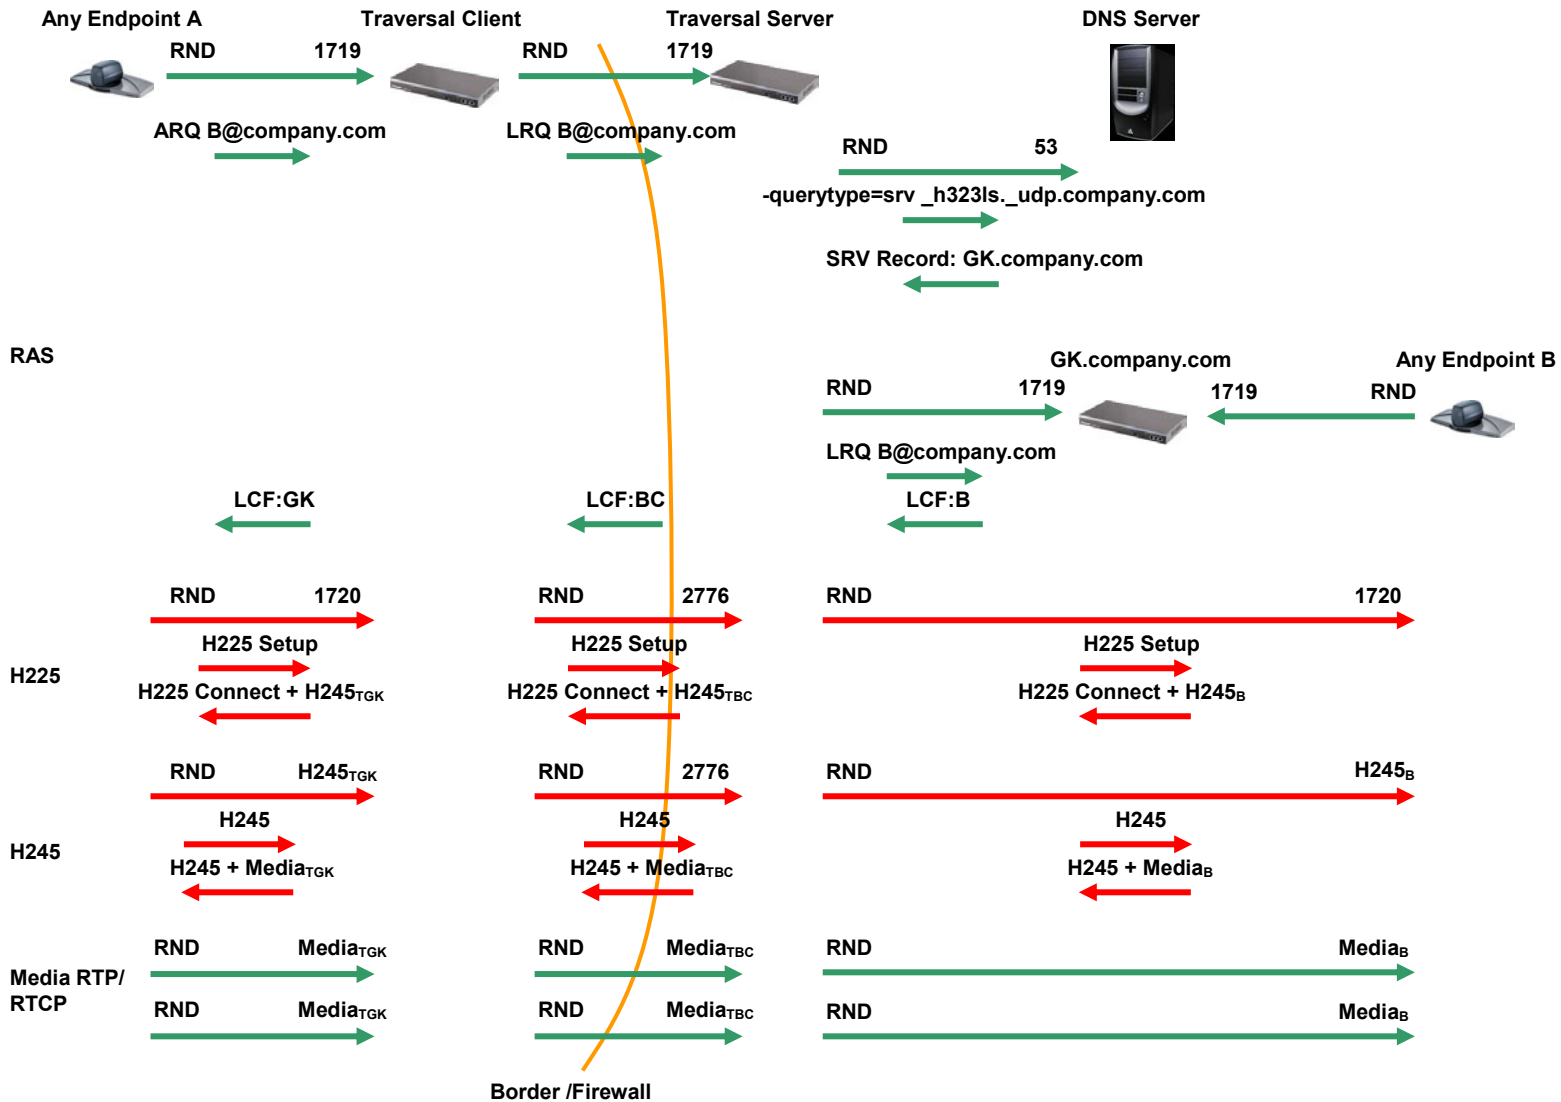 Any Endpoint A
Traversal Client
Traversal Server
DNS Server
RND 1719
RND 1719
ARQ B@company.com
LRQ B@company.com
RND 53
-querytype=srv _h323ls._udp.company.com
SRV Record: GK.company.com
RAS
GK.company.com
Any Endpoint B
RND 1719
1719 RND
LRQ B@company.com
LCF:GK
LCF:BC
LCF:B
RND 1720
RND 2776
RND 1720
H225 Setup
H225 Setup
H225 Setup
H225
H225 Connect + H245TGK
H225 Connect + H245TBC
H225 Connect + H245B
RND H245TGK
RND 2776
RND H245B
H245
H245
H245
H245
H245 + MediaTGK
H245 + MediaTBC
H245 + MediaB
RND MediaTGK
RND MediaTBC
RND MediaB
Media RTP/
RTCP
RND MediaTGK
RND MediaTBC
RND MediaB
Border /Firewall